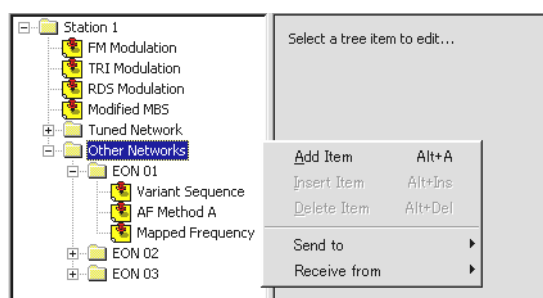 Station 1
FM Modulation
TRI Modulation
RDS Modulation
Modified MBS
Tuned Network
Other Networks
EON 01
Variant Sequence
AF Method A
Mapped Frequency
EON 02
EON 03
Select a tree item to edit...
Add Item Alt+A
Insert Item Alt+Ins
Delete Item Alt+Del
Send to
Receive from